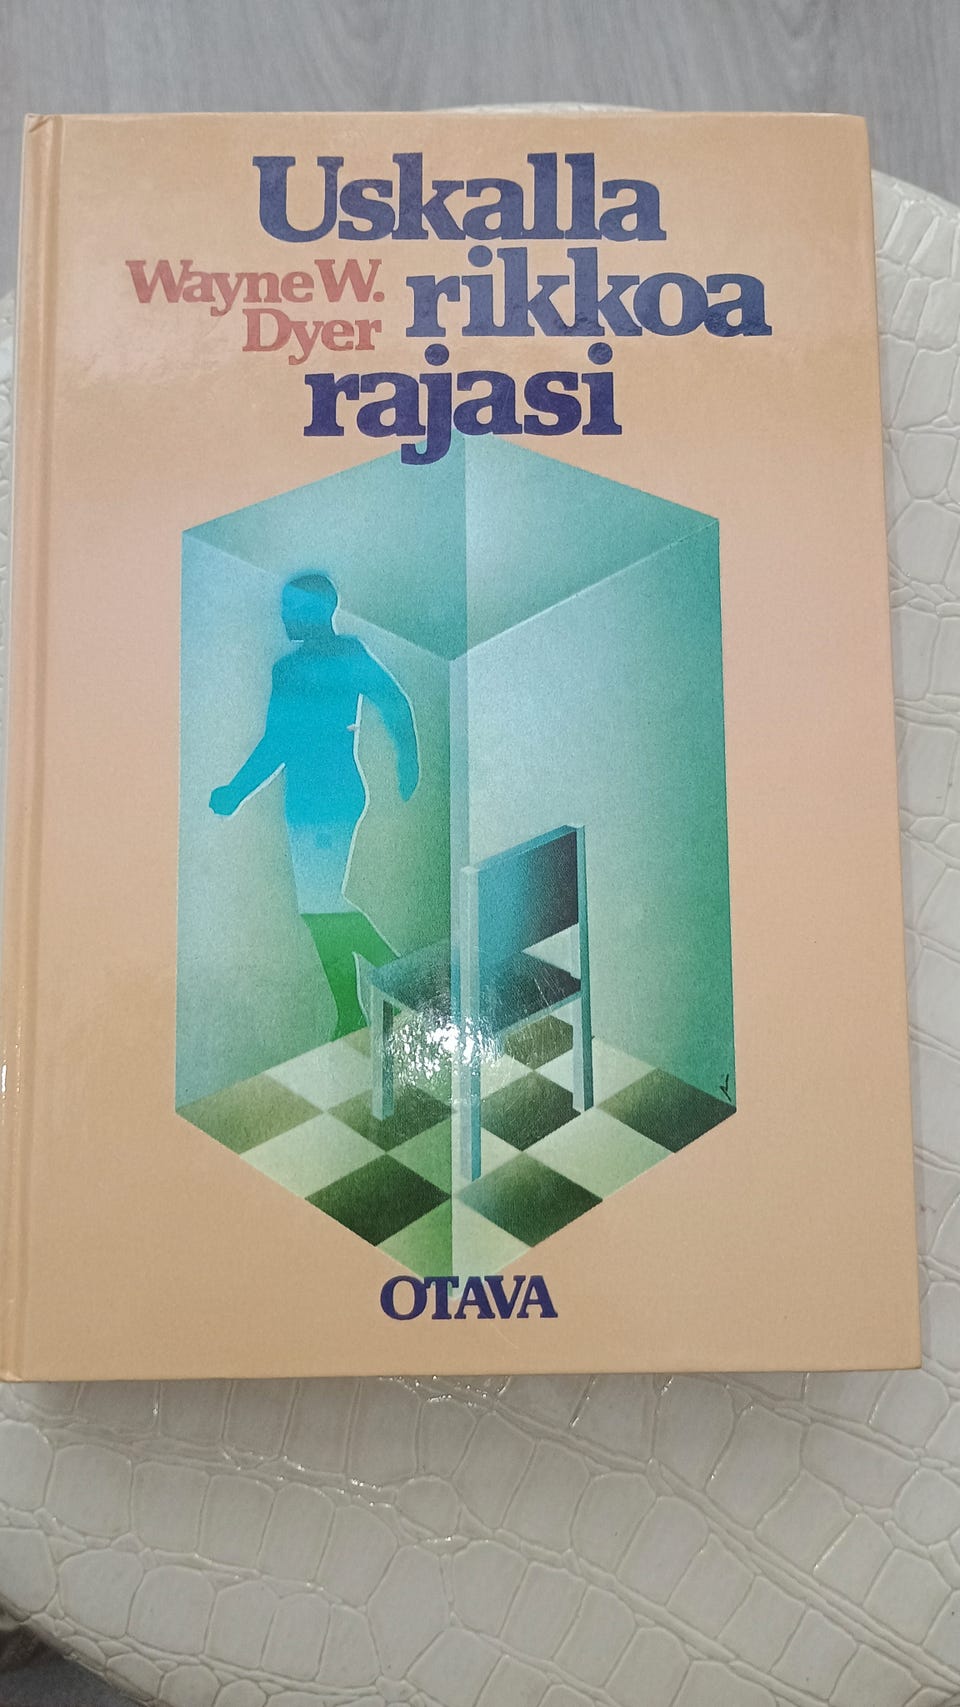 Uskalla
Wayne W. rikkoa
Dyer
rajasi
OTAVA